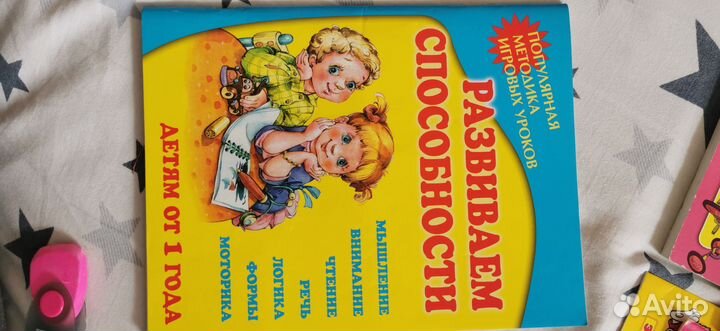 ПОПУЛЯРНАЯ
МЕТОДИКА
ИГРОВЫХ УРОКОВ
РАЗВИВАЕМ
СПОСОБНОСТИ
МЫШЛЕНИЕ
ВНИМАНИЕ
ЧТЕНИЕ
РЕЧЬ
ЛОГИКА
ФОРМЫ
МОТОРИКА
ДЕТЯМ ОТ 1 ГОДА
Avito